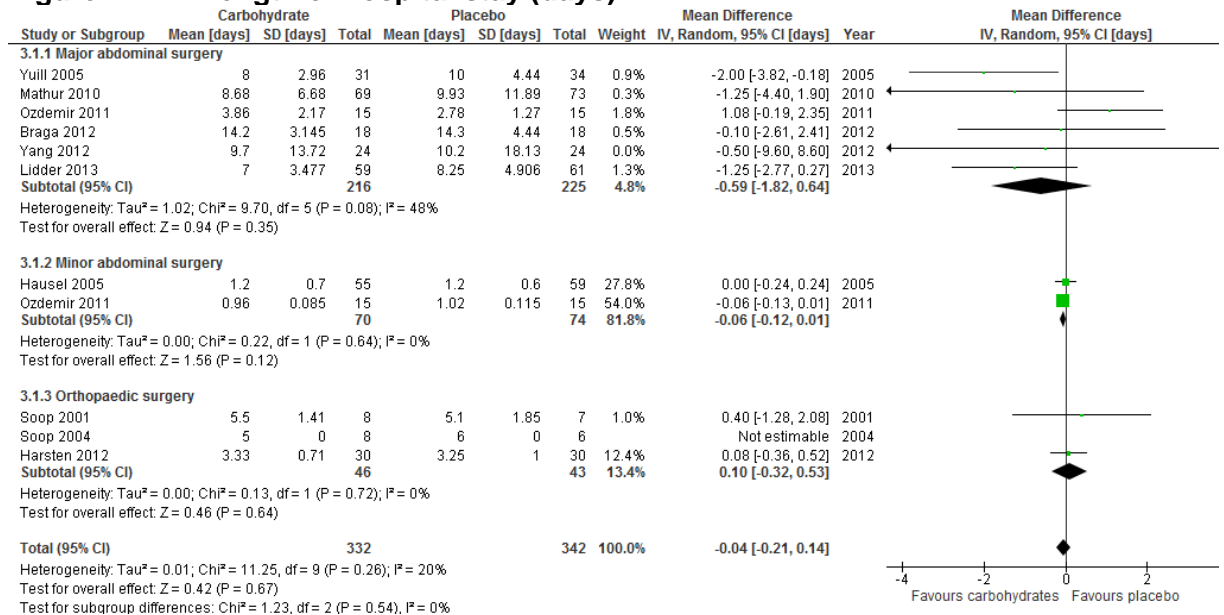 Carbohydrate Placebo Mean Difference Mean Difference
Study or Subgroup Mean [days] SD [days] Total Mean [days] SD [days] Total Weight IV, Random, 95% CI [days] Year IV, Random, 95% CI [days]
3.1.1 Major abdominal surgery
Yuill 2005 8 2.96 31 10 4.44 34 0.9% -2.00 [-3.82, -0.18] 2005
Mathur 2010 8.68 6.68 69 9.93 11.89 73 0.3% -1.25 [-4.40, 1.90] 2010
Ozdemir 2011 3.86 2.17 15 2.78 1.27 15 1.8% 1.08 [-0.19, 2.35] 2011
Braga 2012 14.2 3.145 18 14.3 4.44 18 0.5% -0.10 [-2.61, 2.41] 2012
Yang 2012 9.7 13.72 24 10.2 18.13 24 0.0% -0.50 [-9.60, 8.60] 2012
Lidder 2013 7 3.477 59 8.25 4.906 61 1.3% -1.25 [-2.77, 0.27] 2013
Subtotal (95% CI) 216 225 4.8% -0.59 [-1.82, 0.64]
Heterogeneity: Tau² = 1.02; Chi² = 9.70, df = 5 (P = 0.08); I² = 48%
Test for overall effect: Z = 0.94 (P = 0.35)
3.1.2 Minor abdominal surgery
Hausel 2005 1.2 0.7 55 1.2 0.6 59 27.8% 0.00 [-0.24, 0.24] 2005
Ozdemir 2011 0.96 0.085 15 1.02 0.115 15 54.0% -0.06 [-0.13, 0.01] 2011
Subtotal (95% CI) 70 74 81.8% -0.06 [-0.12, 0.01]
Heterogeneity: Tau² = 0.00; Chi² = 0.22, df = 1 (P = 0.64); I² = 0%
Test for overall effect: Z = 1.56 (P = 0.12)
3.1.3 Orthopaedic surgery
Soop 2001 5.5 1.41 8 5.1 1.85 7 1.0% 0.40 [-1.28, 2.08] 2001
Soop 2004 5 0 8 6 0 6 Not estimable 2004
Harsten 2012 3.33 0.71 30 3.25 1 30 12.4% 0.08 [-0.36, 0.52] 2012
Subtotal (95% CI) 46 43 13.4% 0.10 [-0.32, 0.53]
Heterogeneity: Tau² = 0.00; Chi² = 0.13, df = 1 (P = 0.72); I² = 0%
Test for overall effect: Z = 0.46 (P = 0.64)
Total (95% CI) 332 342 100.0% -0.04 [-0.21, 0.14]
Heterogeneity: Tau² = 0.01; Chi² = 11.25, df = 9 (P = 0.26); I² = 20%
Test for overall effect: Z = 0.42 (P = 0.67)
Test for subgroup differences: Chi² = 1.23, df = 2 (P = 0.54), I² = 0%
-4 -2 0 2
Favours carbohydrates Favours placebo